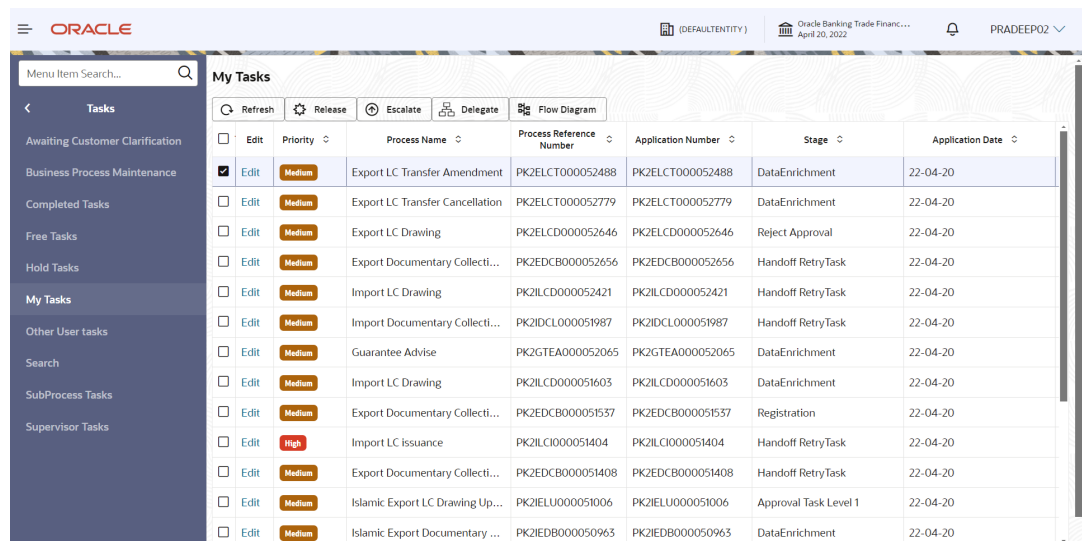 ORACLE
(DEFAULTENTITY )
Oracle Banking Trade Financ...
April 20, 2022
PRADEEP02
Menu Item Search...
Tasks
Awaiting Customer Clarification
Business Process Maintenance
Completed Tasks
Free Tasks
Hold Tasks
My Tasks
Other User tasks
Search
SubProcess Tasks
Supervisor Tasks
My Tasks
Refresh Release Escalate Delegate Flow Diagram
Edit Priority Process Name Process Reference Number Application Number Stage Application Date
Edit Medium Export LC Transfer Amendment PK2ELCT000052488 PK2ELCT000052488 DataEnrichment 22-04-20
Edit Medium Export LC Transfer Cancellation PK2ELCT000052779 PK2ELCT000052779 DataEnrichment 22-04-20
Edit Medium Export LC Drawing PK2ELCD000052646 PK2ELCD000052646 Reject Approval 22-04-20
Edit Medium Export Documentary Collecti... PK2EDCB000052656 PK2EDCB000052656 Handoff RetryTask 22-04-20
Edit Medium Import LC Drawing PK2ILCD000052421 PK2ILCD000052421 Handoff RetryTask 22-04-20
Edit Medium Import Documentary Collecti... PK2IDCL000051987 PK2IDCL000051987 Handoff RetryTask 22-04-20
Edit Medium Guarantee Advise PK2GTEA000052065 PK2GTEA000052065 DataEnrichment 22-04-20
Edit Medium Import LC Drawing PK2ILCD000051603 PK2ILCD000051603 DataEnrichment 22-04-20
Edit Medium Export Documentary Collecti... PK2EDCB000051537 PK2EDCB000051537 Registration 22-04-20
Edit High Import LC issuance PK2ILCI000051404 PK2ILCI000051404 Handoff RetryTask 22-04-20
Edit Medium Export Documentary Collecti... PK2EDCB000051408 PK2EDCB000051408 Handoff RetryTask 22-04-20
Edit Medium Islamic Export LC Drawing Up... PK2IELU000051006 PK2IELU000051006 Approval Task Level 1 22-04-20
Edit Medium Islamic Export Documentary ... PK2IEDB000050963 PK2IEDB000050963 DataEnrichment 22-04-20